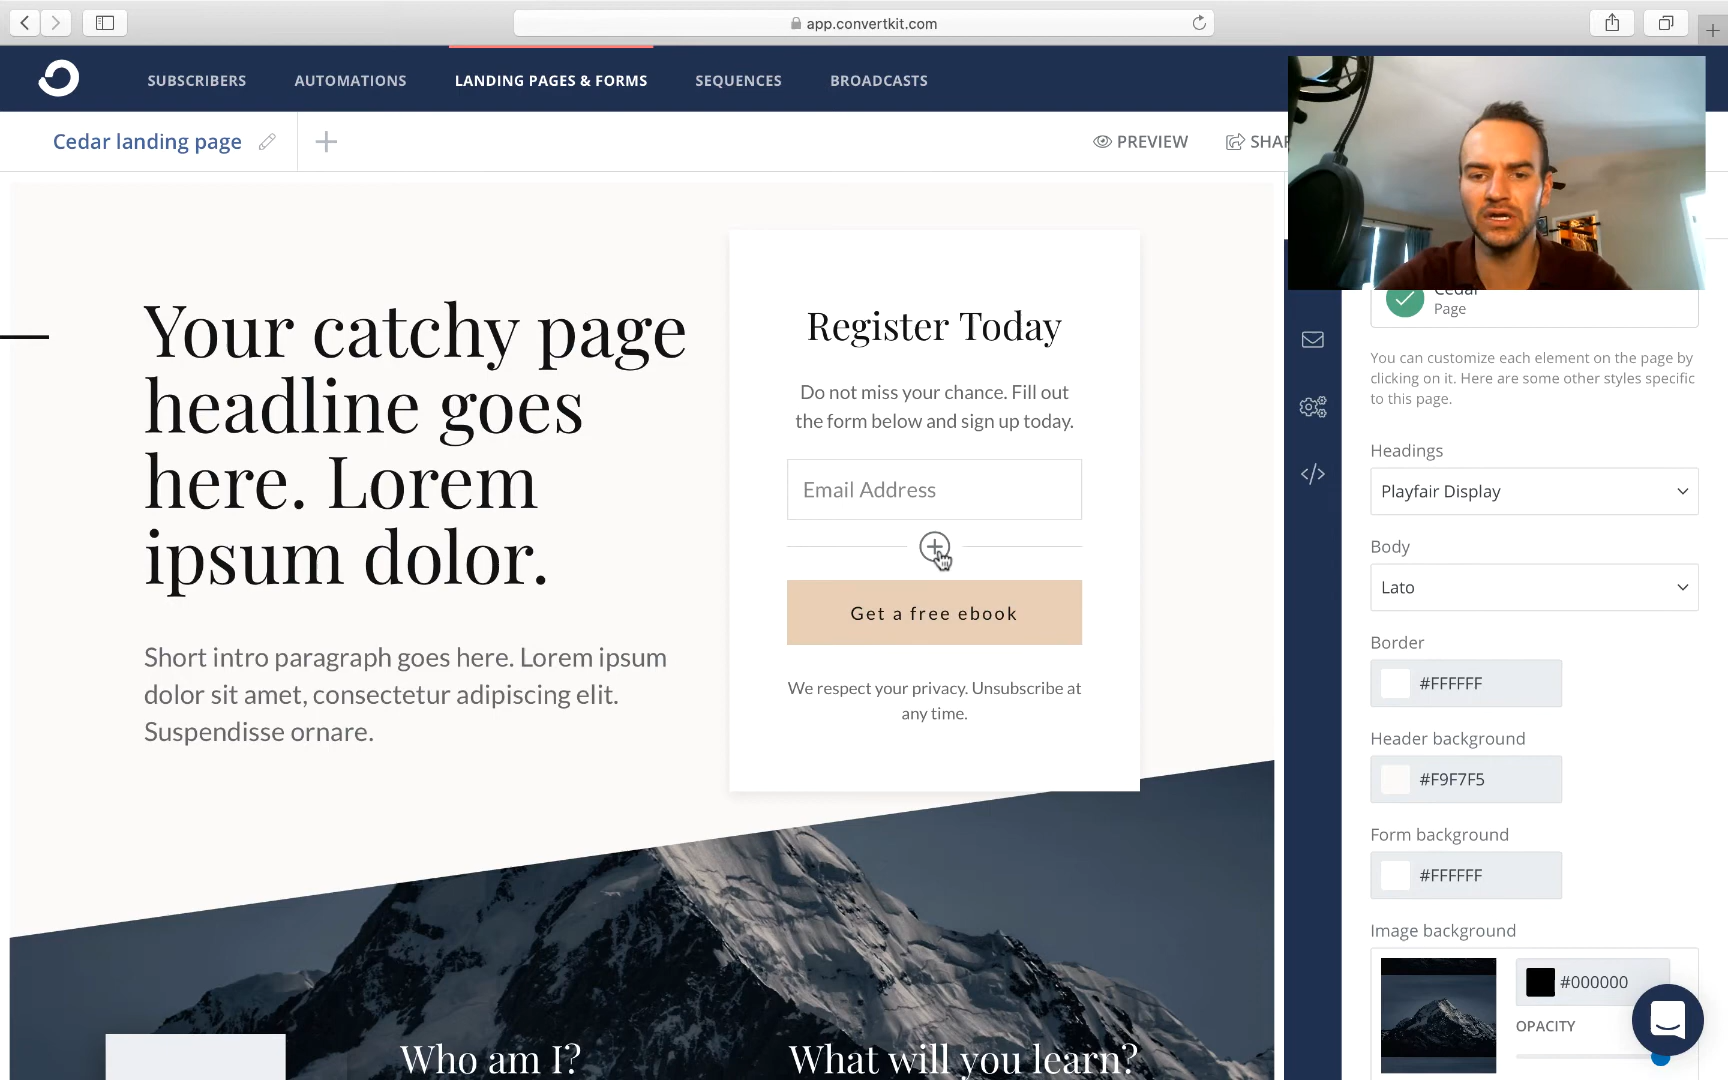 app.convertkit.com
SUBSCRIBERS AUTOMATIONS LANDING PAGES & FORMS SEQUENCES BROADCASTS
Cedar landing page
PREVIEW
SHAR
Your catchy page
headline goes
here. Lorem
ipsum dolor.
Short intro paragraph goes here. Lorem ipsum
dolor sit amet, consectetur adipiscing elit.
Suspendisse ornare.
Register Today
Do not miss your chance. Fill out
the form below and sign up today.
Email Address
Get a free ebook
We respect your privacy. Unsubscribe at
any time.
Who am I?
What will you learn?
Cedar
Page
You can customize each element on the page by
clicking on it. Here are some other styles specific
to this page.
Headings
Playfair Display
Body
Lato
Border
#FFFFFF
Header background
#F9F7F5
Form background
#FFFFFF
Image background
#000000
OPACITY